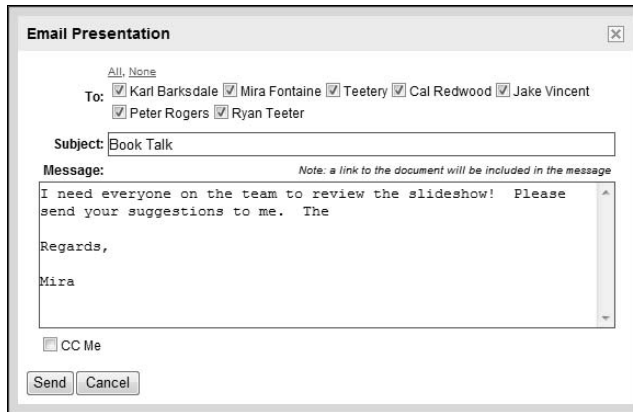 Email Presentation
All, None
To: Karl Barksdale Mira Fontaine Teetery Cal Redwood Jake Vincent
Peter Rogers Ryan Teeter
Subject: Book Talk
Message: Note: a link to the document will be included in the message
I need everyone on the team to review the slideshow!  Please
send your suggestions to me.  The
Regards,
Mira
CC Me
Send Cancel